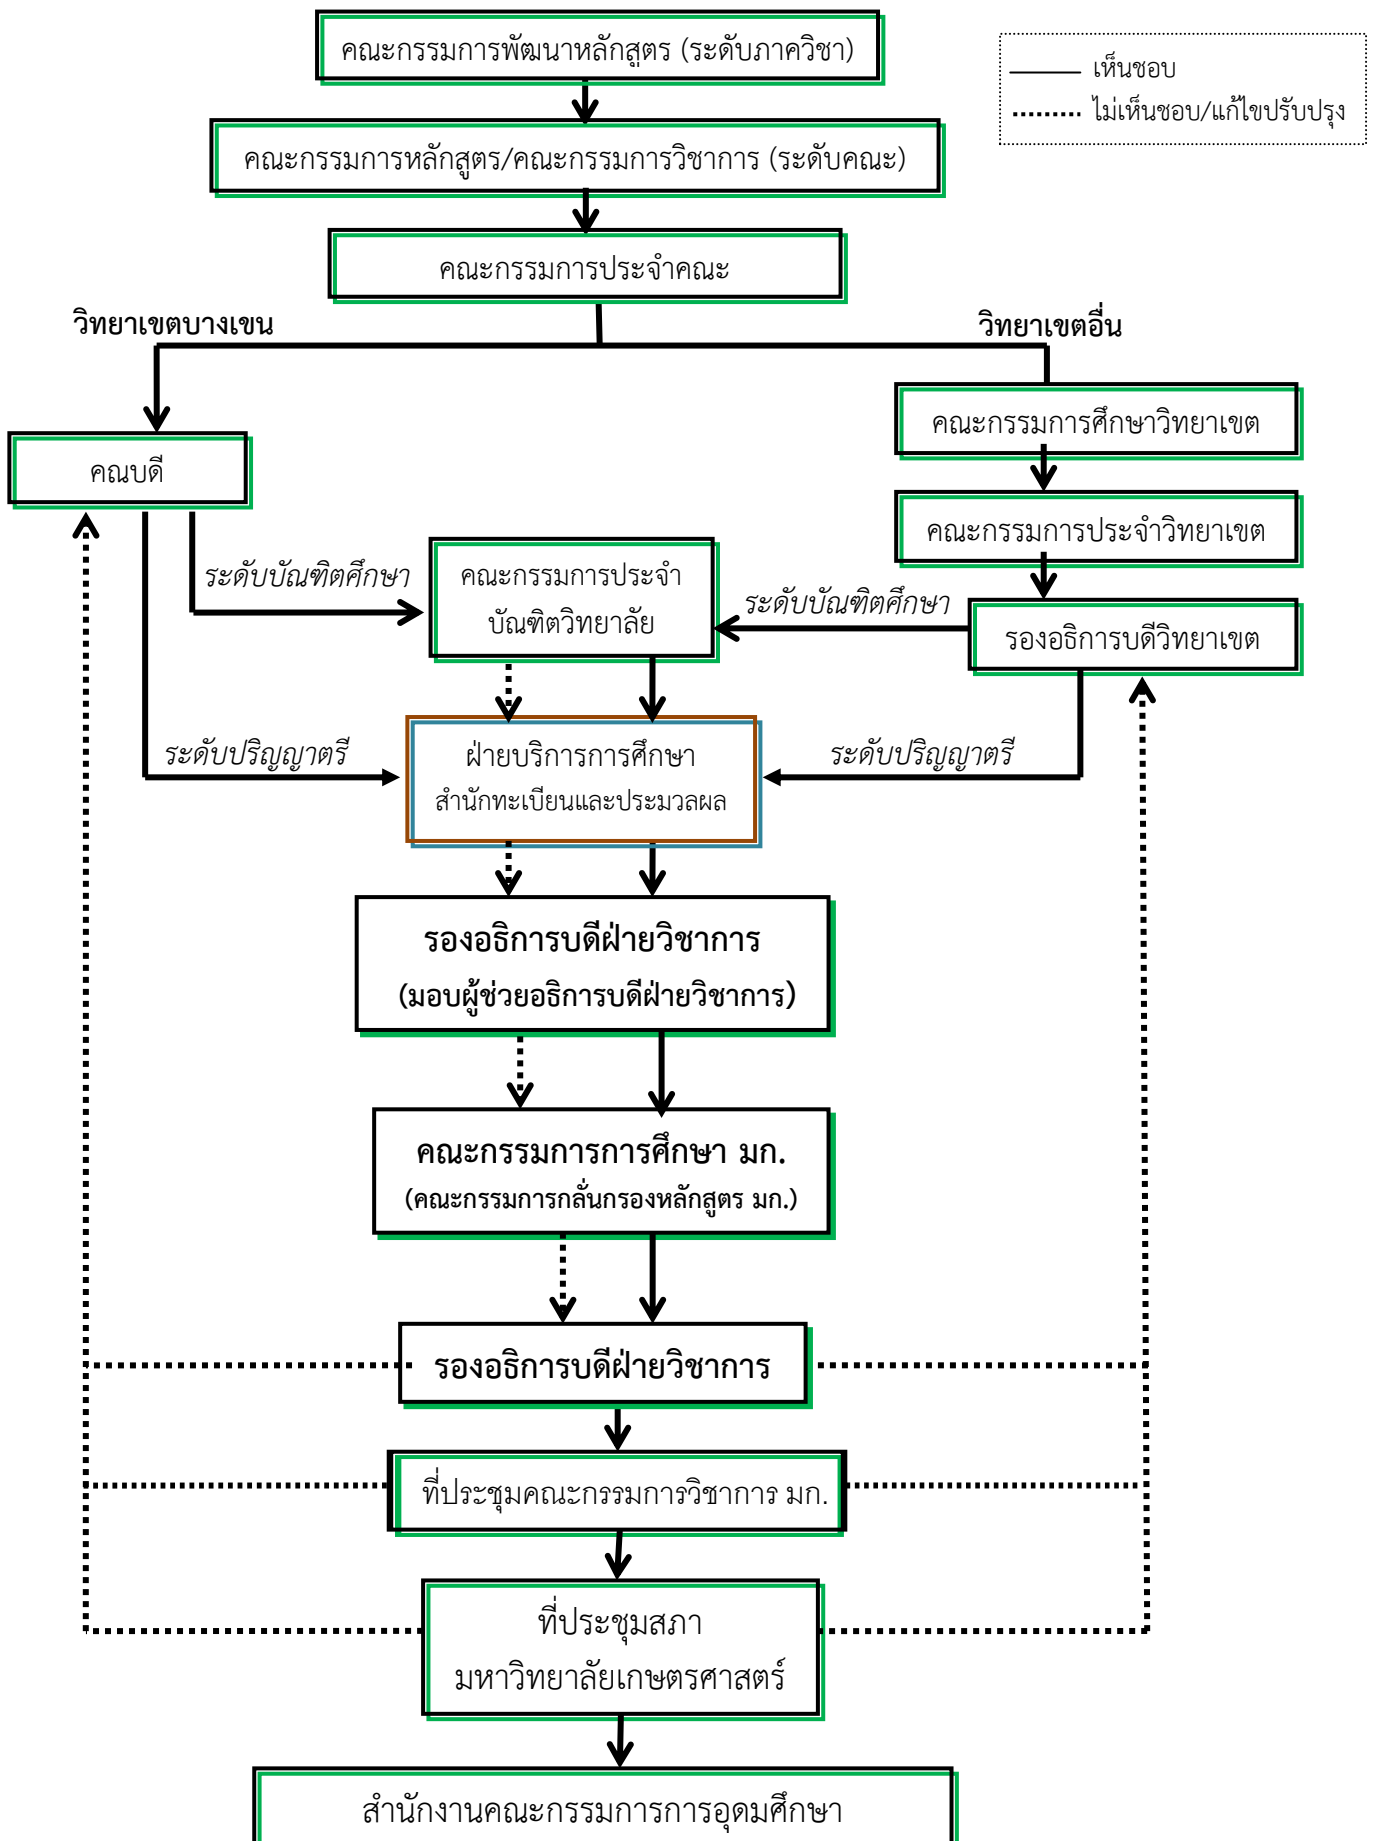 คณะกรรมการพัฒนาหลักสูตร (ระดับภาควิชา)
เห็นชอบ
ไม่เห็นชอบ/แก้ไขปรับปรุง
คณะกรรมการหลักสูตร/คณะกรรมการวิชาการ (ระดับคณะ)
คณะกรรมการประจำคณะ
วิทยาเขตบางเขน
วิทยาเขตอื่น
คณะกรรมการศึกษาวิทยาเขต
คณบดี
คณะกรรมการประจำวิทยาเขต
ระดับบัณฑิตศึกษา
คณะกรรมการประจำ
บัณฑิตวิทยาลัย
ระดับบัณฑิตศึกษา
รองอธิการบดีวิทยาเขต
ระดับปริญญาตรี
ฝ่ายบริการการศึกษา
สำนักทะเบียนและประมวลผล
ระดับปริญญาตรี
รองอธิการบดีฝ่ายวิชาการ
(มอบผู้ช่วยอธิการบดีฝ่ายวิชาการ)
คณะกรรมการการศึกษา มก.
(คณะกรรมการกลั่นกรองหลักสูตร มก.)
รองอธิการบดีฝ่ายวิชาการ
ที่ประชุมคณะกรรมการวิชาการ มก.
ที่ประชุมสภา
มหาวิทยาลัยเกษตรศาสตร์
สำนักงานคณะกรรมการการอุดมศึกษา